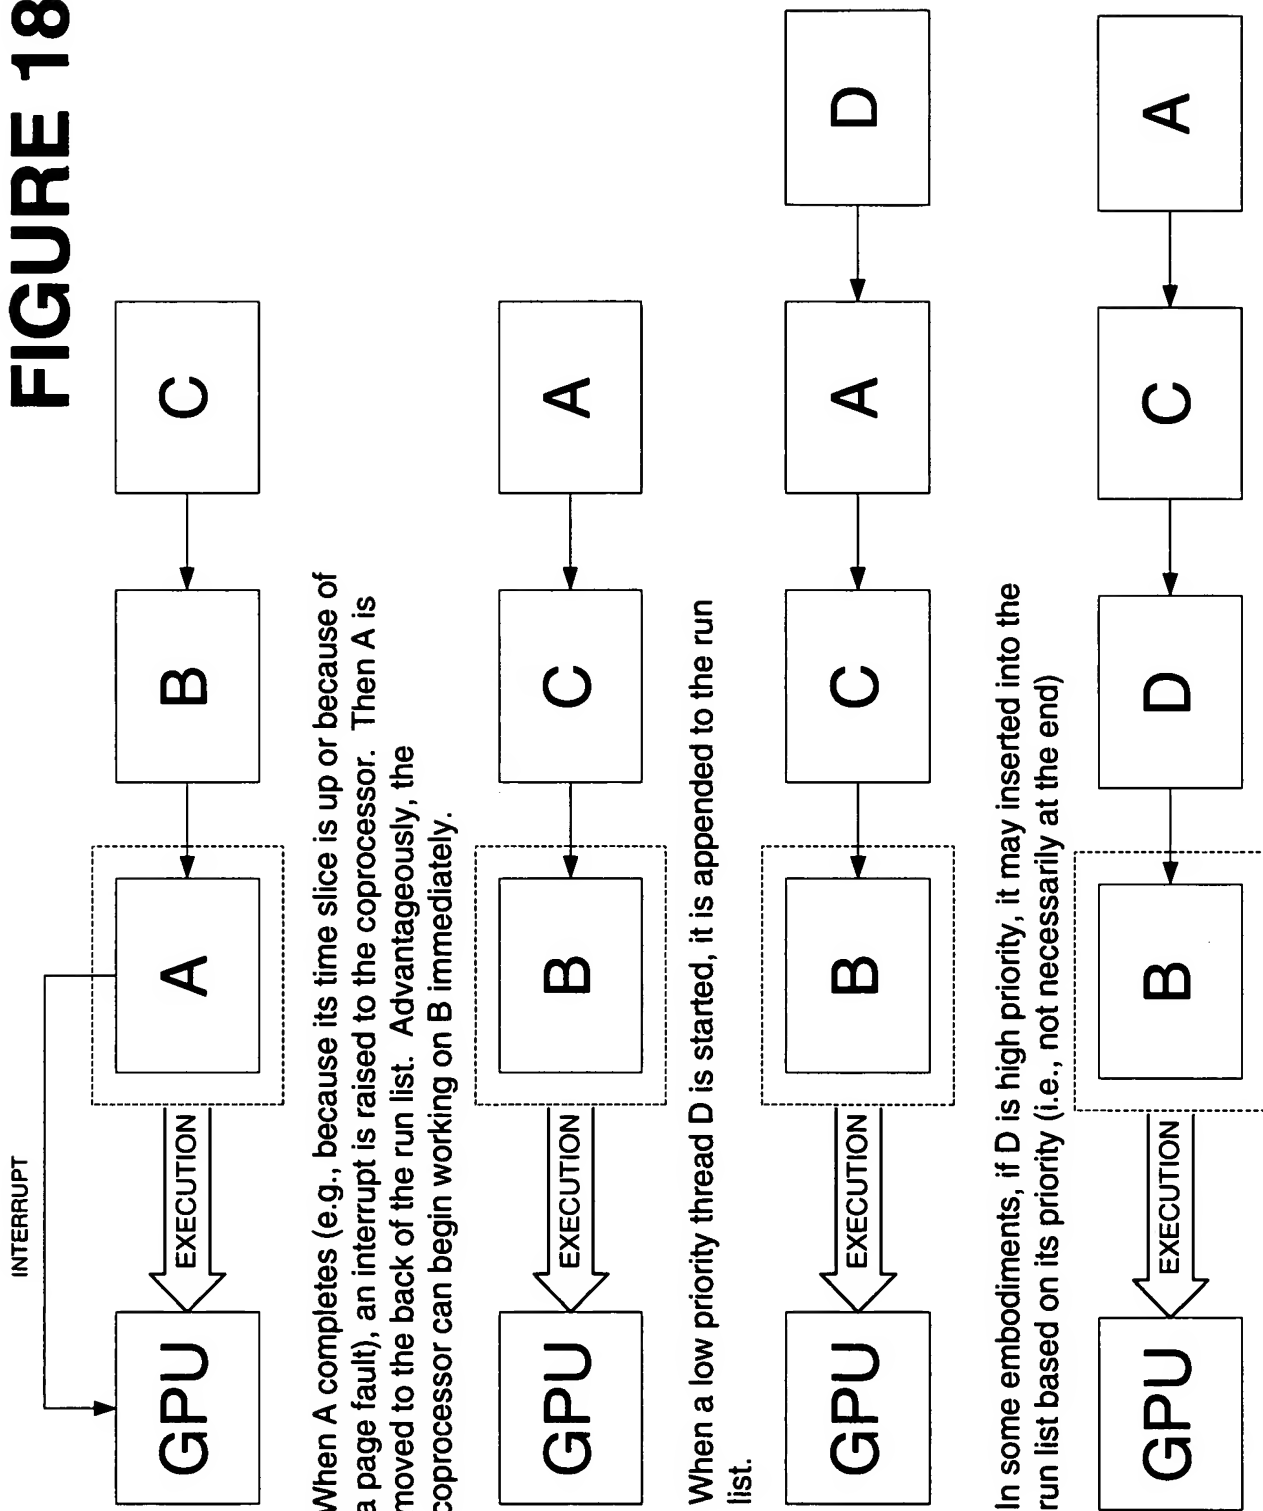 FIGURE 18
INTERRUPT
GPU
EXECUTION
A
B
C
When A completes (e.g., because its time slice is up or because of
a page fault), an interrupt is raised to the coprocessor. Then A is
moved to the back of the run list. Advantageously, the
coprocessor can begin working on B immediately.
GPU
EXECUTION
B
C
A
When a low priority thread D is started, it is appended to the run
list.
GPU
EXECUTION
B
C
A
D
In some embodiments, if D is high priority, it may inserted into the
run list based on its priority (i.e., not necessarily at the end)
GPU
EXECUTION
B
D
C
A